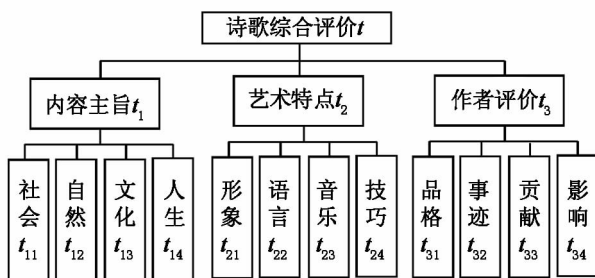 诗歌综合评价t
内容主旨t₁
艺术特点t₂
作者评价t₃
社会t₁₁
自然t₁₂
文化t₁₃
人生t₁₄
形象t₂₁
语言t₂₂
音乐t₂₃
技巧t₂₄
品格t₃₁
事迹t₃₂
贡献t₃₃
影响t₃₄